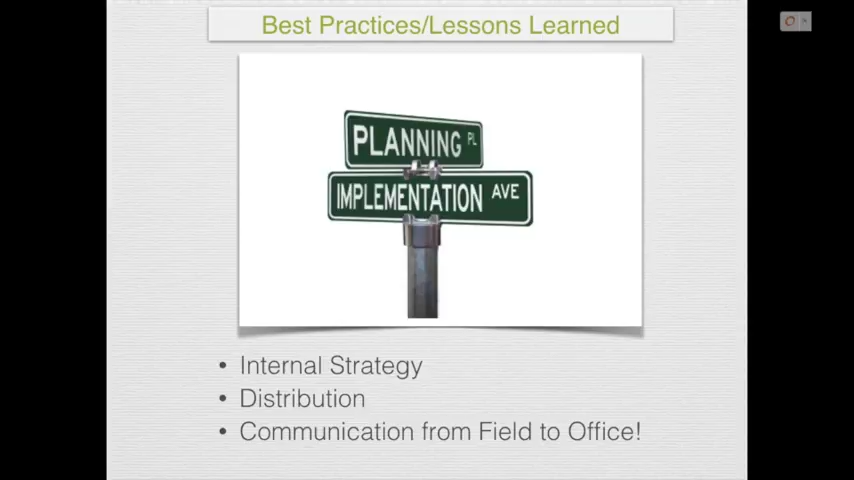 Best Practices/Lessons Learned
PLANNING PL
IMPLEMENTATION AVE
• Internal Strategy
• Distribution
• Communication from Field to Office!